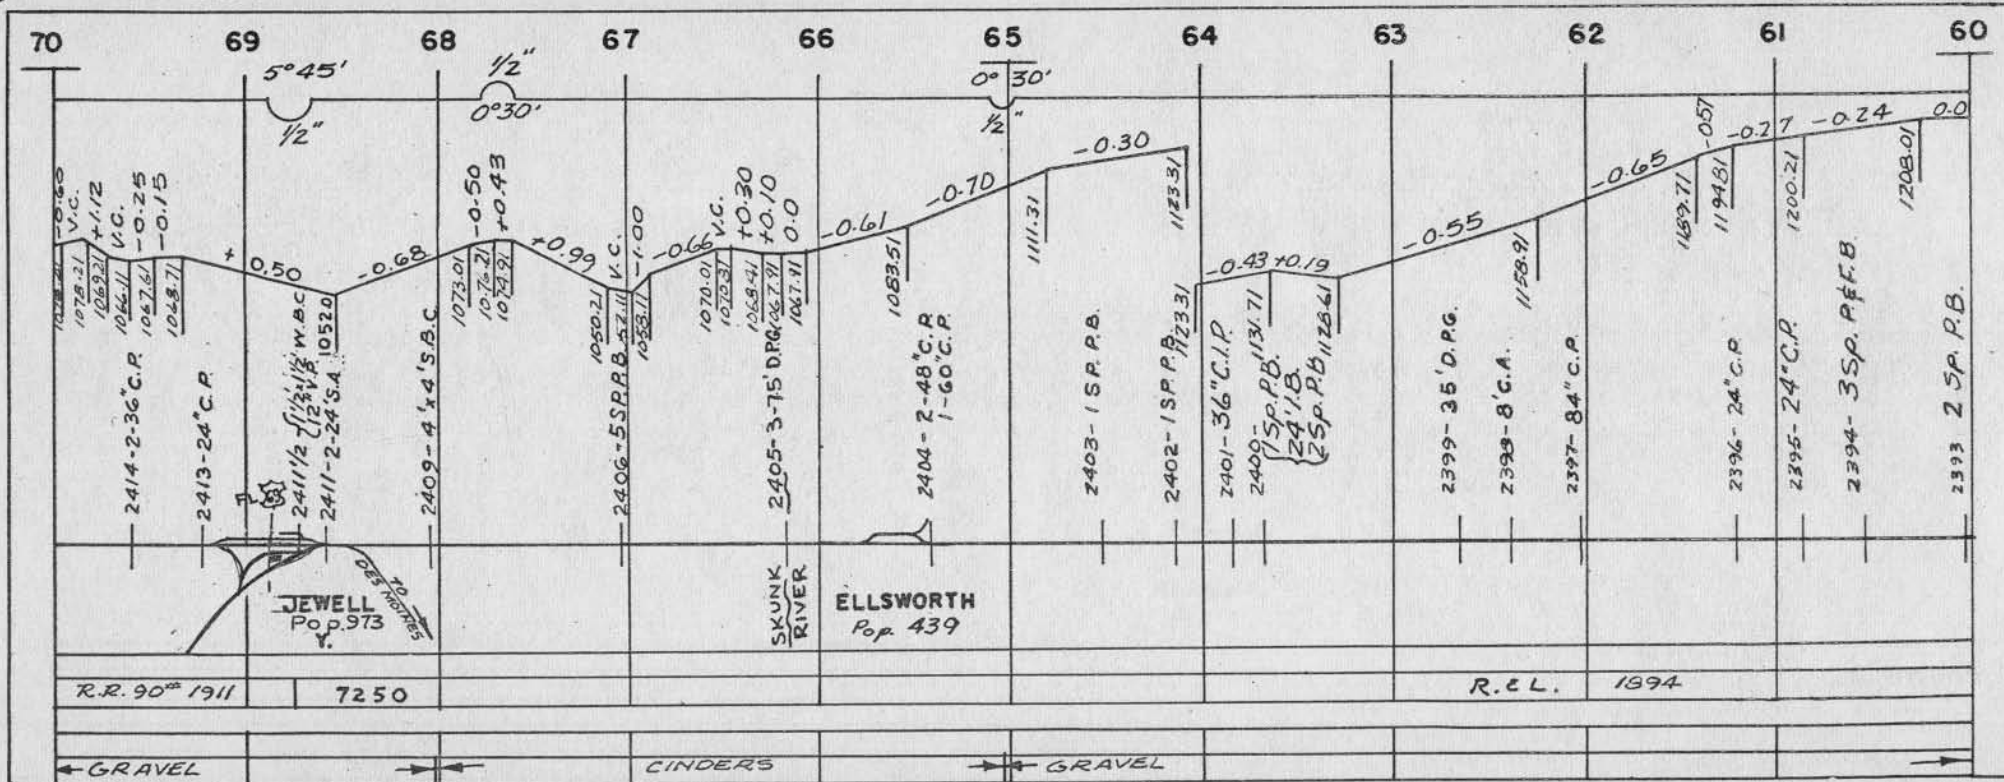 70 69 68 67 66 65 64 63 62 61 60
5°45'
1/2"
1/2"
0°30'
0°30'
1/2"
-0.60
V.C.
+1.12
V.C.
-0.25
-0.15
+0.50
-0.68
-0.50
+0.43
+0.99
V.C.
-1.00
-0.66
V.C.
+0.30
+0.10
0.0
-0.61
-0.70
-0.30
-0.43
+0.19
-0.55
-0.65
-0.57
-0.27
-0.24
0.0
1078.21
1069.21
1066.11
1067.61
1068.71
1052.0
1073.01
1076.21
1074.91
1050.21
1058.11
1070.01
1070.31
1068.41
1067.91
1067.91
1083.51
1111.31
1123.31
1123.31
1131.71
1128.61
1158.91
1189.71
1194.81
1200.21
1208.01
2414-2-36" C.P.
2413-24" C.P.
2411 1/2
12" V.P.
2411-2-24' S.A.
2409-4'x4' S.B.C.
2406-5 SP. P.B.
2405-3-75' D.P.G.
2404-2-48" C.P.
1-60" C.P.
2403-1 SP. P.B.
2402-1 SP. P.B.
2401-36" C.I.P.
2400-
1 SP. P.B.
24' I.B.
2 SP. P.B.
2399-35' D.P.G.
2398-8' C.A.
2397-84" C.P.
2396-24" C.P.
2395-24" C.P.
2394-3 SP. P.& F.B.
2393 2 SP. P.B.
69
JEWELL
Pop. 973
Y.
TO
DES MOINES
SKUNK
RIVER
ELLSWORTH
Pop. 439
R.R. 90# 1911
7250
R. & L. 1894
GRAVEL
CINDERS
GRAVEL